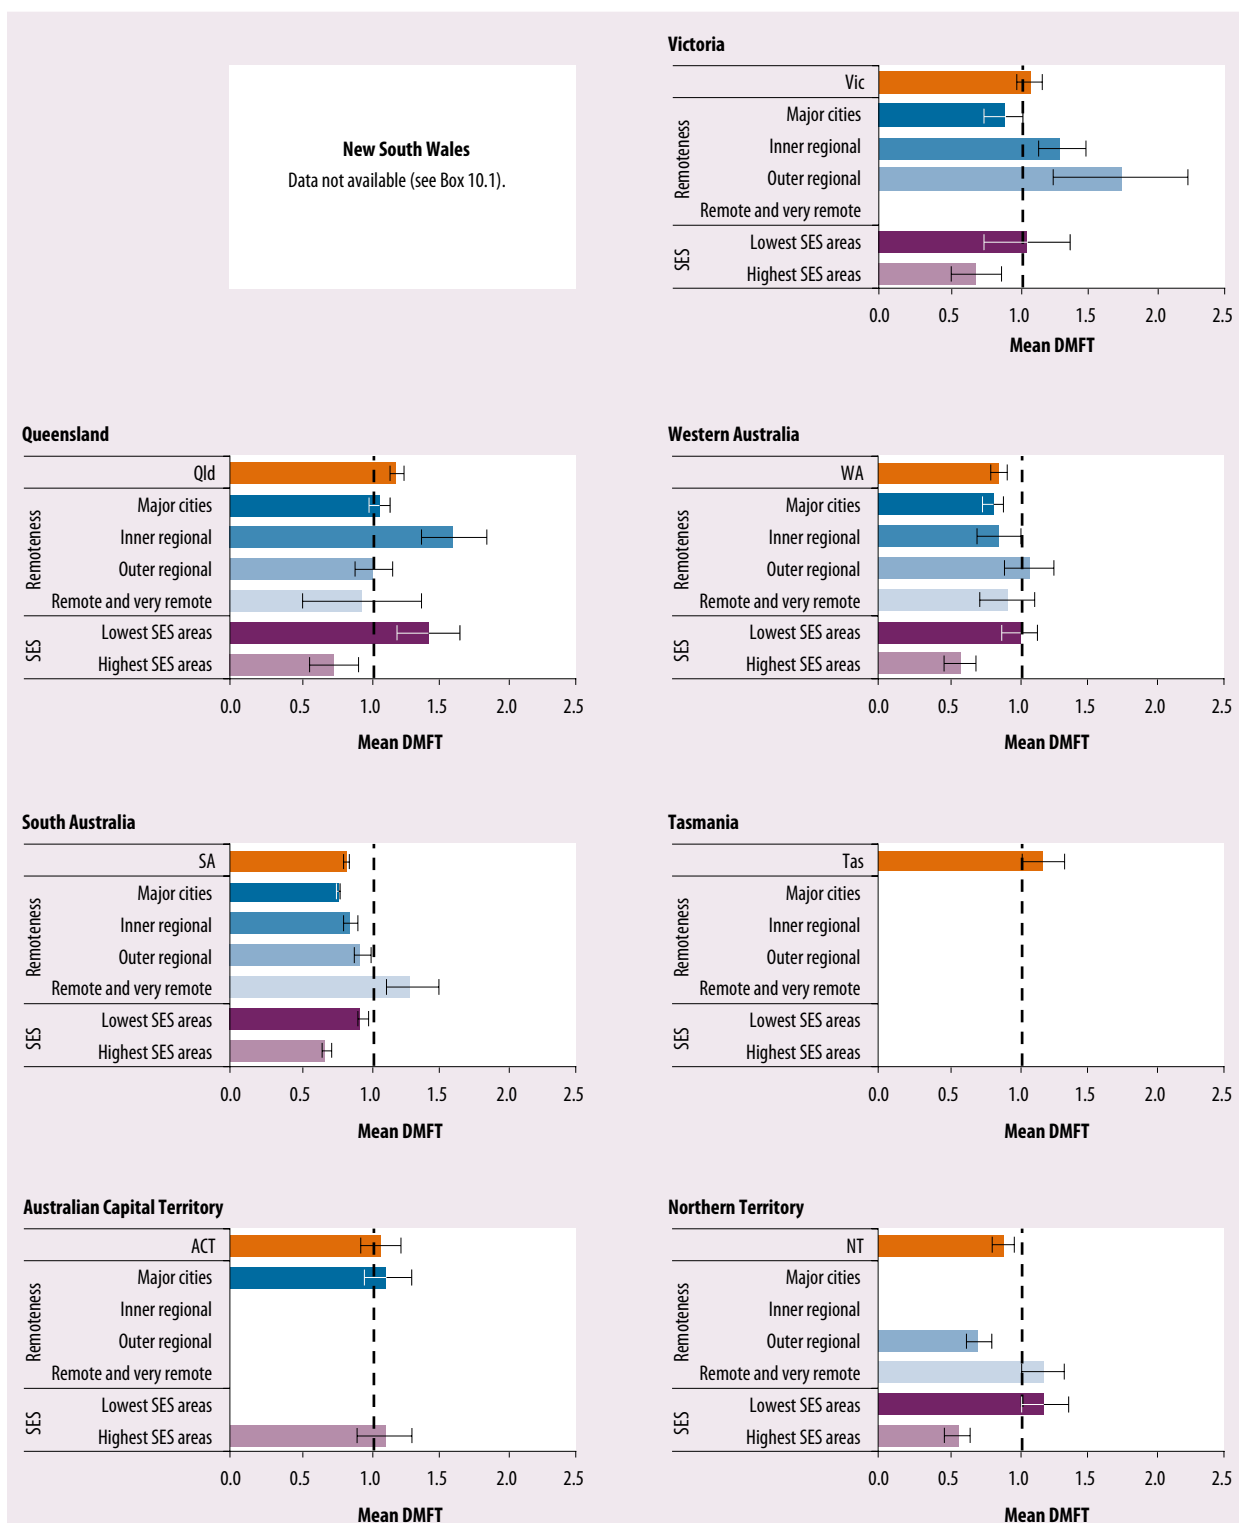 New South Wales
Data not available (see Box 10.1).
Victoria
Vic
Remoteness
Major cities
Inner regional
Outer regional
Remote and very remote
SES
Lowest SES areas
Highest SES areas
0.0 0.5 1.0 1.5 2.0 2.5
Mean DMFT
Queensland
Qld
Remoteness
Major cities
Inner regional
Outer regional
Remote and very remote
SES
Lowest SES areas
Highest SES areas
0.0 0.5 1.0 1.5 2.0 2.5
Mean DMFT
Western Australia
WA
Remoteness
Major cities
Inner regional
Outer regional
Remote and very remote
SES
Lowest SES areas
Highest SES areas
0.0 0.5 1.0 1.5 2.0 2.5
Mean DMFT
South Australia
SA
Remoteness
Major cities
Inner regional
Outer regional
Remote and very remote
SES
Lowest SES areas
Highest SES areas
0.0 0.5 1.0 1.5 2.0 2.5
Mean DMFT
Tasmania
Tas
Remoteness
Major cities
Inner regional
Outer regional
Remote and very remote
SES
Lowest SES areas
Highest SES areas
0.0 0.5 1.0 1.5 2.0 2.5
Mean DMFT
Australian Capital Territory
ACT
Remoteness
Major cities
Inner regional
Outer regional
Remote and very remote
SES
Lowest SES areas
Highest SES areas
0.0 0.5 1.0 1.5 2.0 2.5
Mean DMFT
Northern Territory
NT
Remoteness
Major cities
Inner regional
Outer regional
Remote and very remote
SES
Lowest SES areas
Highest SES areas
0.0 0.5 1.0 1.5 2.0 2.5
Mean DMFT